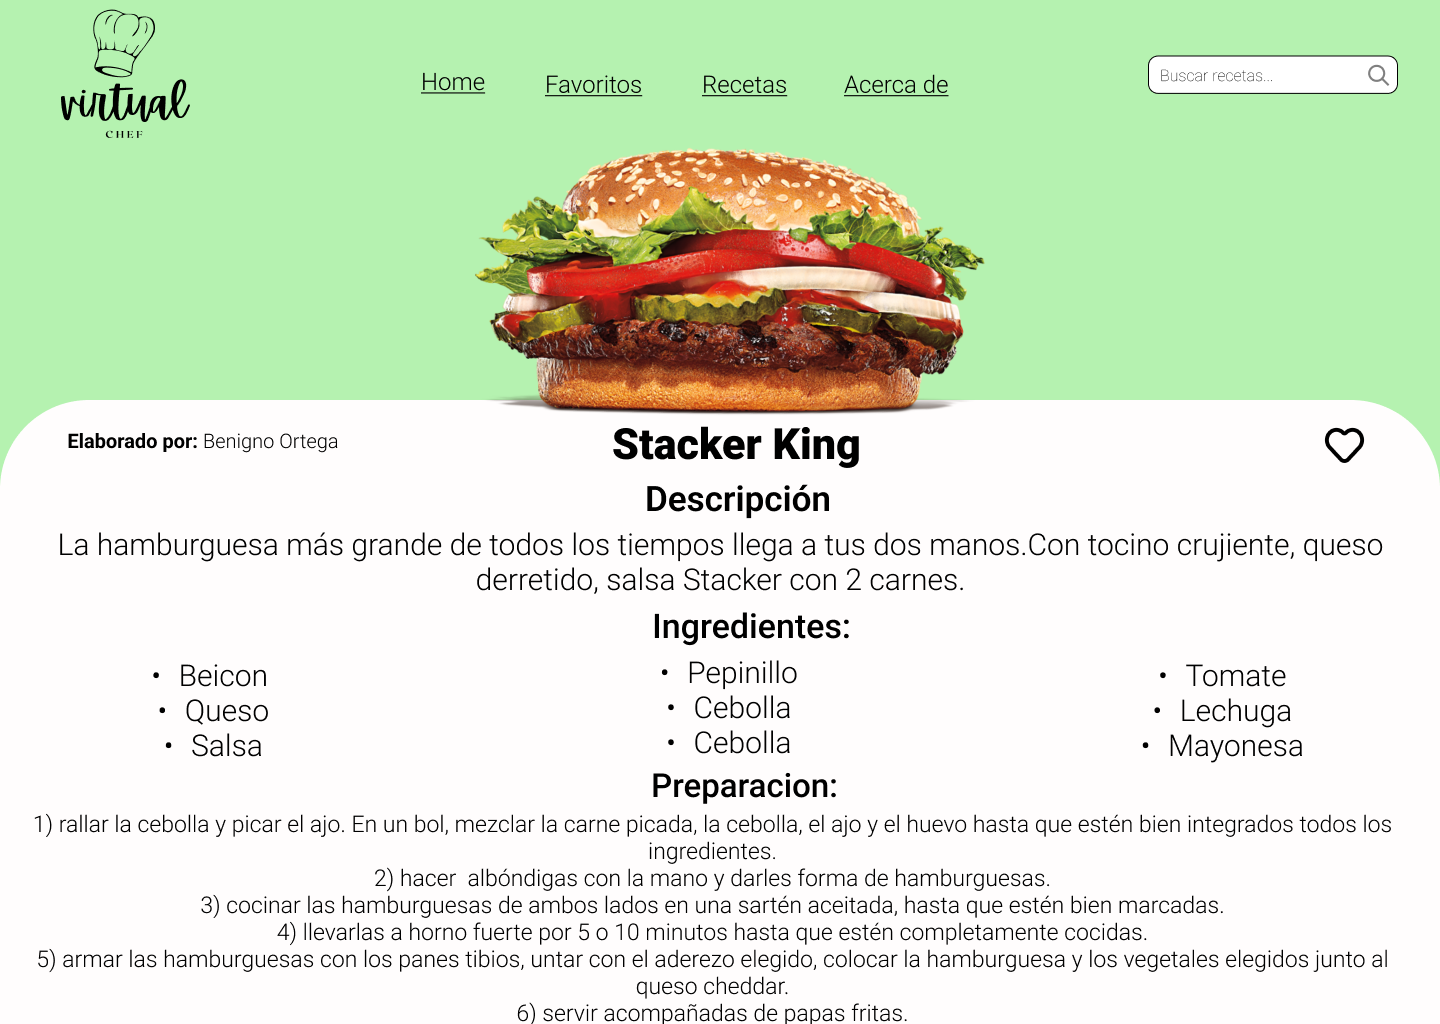 virtual
CHEF
Home Favoritos Recetas Acerca de
Buscar recetas...
Elaborado por: Benigno Ortega
Stacker King
Descripción
La hamburguesa más grande de todos los tiempos llega a tus dos manos.Con tocino crujiente, queso
derretido, salsa Stacker con 2 carnes.
Ingredientes:
• Beicon
• Queso
• Salsa
• Pepinillo
• Cebolla
• Cebolla
• Tomate
• Lechuga
• Mayonesa
Preparacion:
1) rallar la cebolla y picar el ajo. En un bol, mezclar la carne picada, la cebolla, el ajo y el huevo hasta que estén bien integrados todos los
ingredientes.
2) hacer  albóndigas con la mano y darles forma de hamburguesas.
3) cocinar las hamburguesas de ambos lados en una sartén aceitada, hasta que estén bien marcadas.
4) llevarlas a horno fuerte por 5 o 10 minutos hasta que estén completamente cocidas.
5) armar las hamburguesas con los panes tibios, untar con el aderezo elegido, colocar la hamburguesa y los vegetales elegidos junto al
queso cheddar.
6) servir acompañadas de papas fritas.